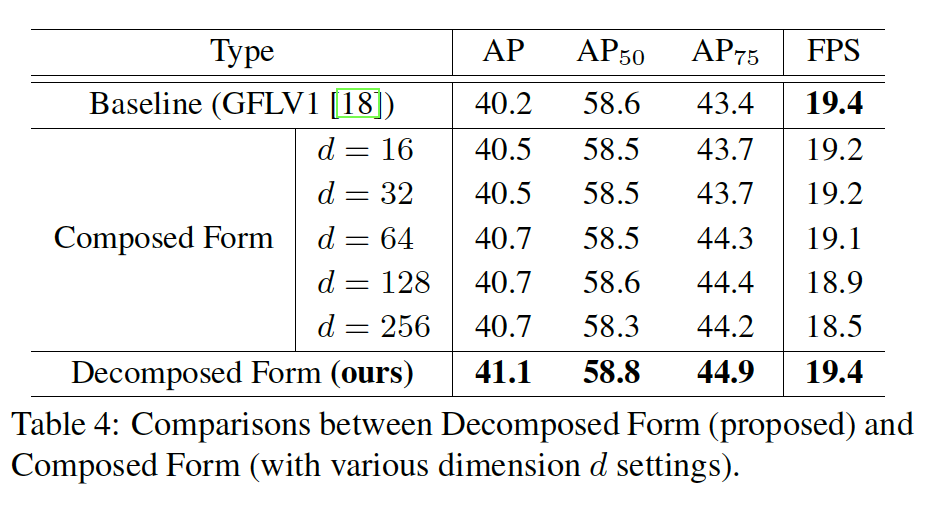 Type AP AP50 AP75 FPS
Baseline (GFLV1 [18]) 40.2 58.6 43.4 19.4
d = 16 40.5 58.5 43.7 19.2
d = 32 40.5 58.5 43.7 19.2
Composed Form d = 64 40.7 58.5 44.3 19.1
d = 128 40.7 58.6 44.4 18.9
d = 256 40.7 58.3 44.2 18.5
Decomposed Form (ours) 41.1 58.8 44.9 19.4
Table 4: Comparisons between Decomposed Form (proposed) and
Composed Form (with various dimension d settings).